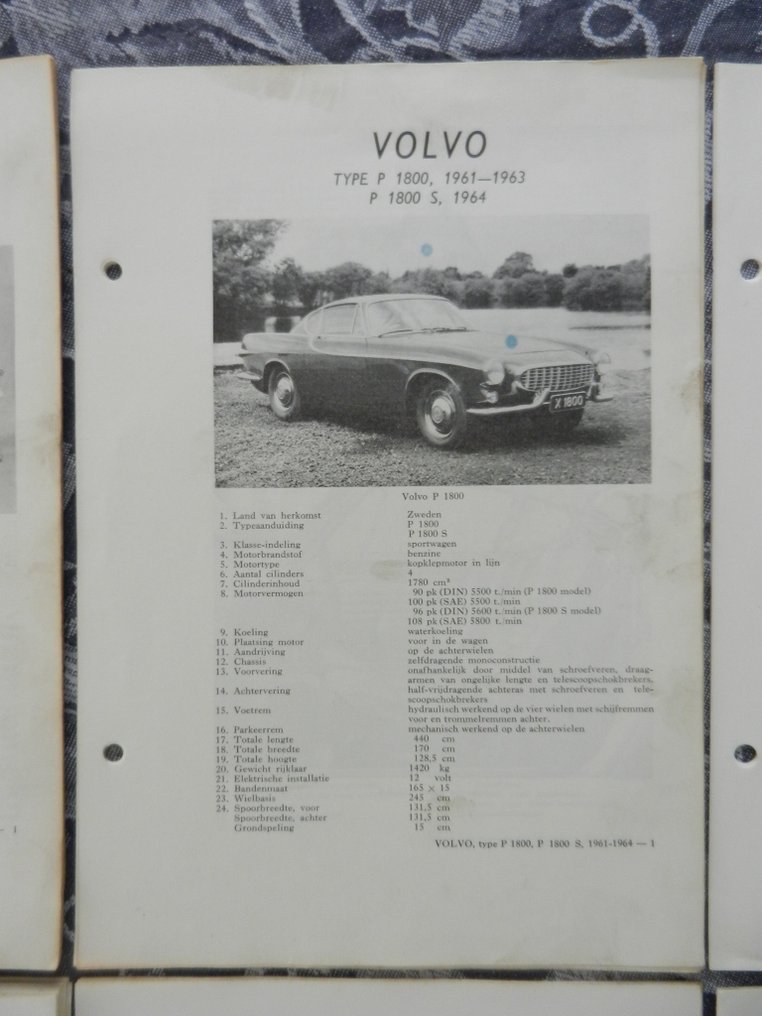 VOLVO
TYPE P 1800, 1961—1963
P 1800 S, 1964
X 1800
Volvo P 1800
1. Land van herkomst Zweden
2. Typeaanduiding P 1800
P 1800 S
3. Klasse-indeling sportwagen
4. Motorbrandstof benzine
5. Motortype kopklepmotor in lijn
6. Aantal cilinders 4
7. Cilinderinhoud 1780 cm³
8. Motorvermogen 90 pk (DIN) 5500 t./min (P 1800 model)
100 pk (SAE) 5500 t./min
96 pk (DIN) 5600 t./min (P 1800 S model)
108 pk (SAE) 5800 t./min
9. Koeling waterkoeling
10. Plaatsing motor voor in de wagen
11. Aandrijving op de achterwielen
12. Chassis zelfdragende monoconstructie
13. Voorvering onafhankelijk door middel van schroefveren, draag-
armen van ongelijke lengte en telescoopschokbrekers,
14. Achtervering half-vrijdragende achteras met schroefveren en tele-
scoopschokbrekers
15. Voetrem hydraulisch werkend op de vier wielen met schijfremmen
voor en trommelremmen achter.
16. Parkeerrem mechanisch werkend op de achterwielen
17. Totale lengte 440 cm
18. Totale breedte 170 cm
19. Totale hoogte 128,5 cm
20. Gewicht rijklaar 1420 kg
21. Elektrische installatie 12 volt
22. Bandenmaat 165 × 15
23. Wielbasis 245 cm
24. Spoorbreedte, voor 131,5 cm
Spoorbreedte, achter 131,5 cm
Grondspeling 15 cm
VOLVO, type P 1800, P 1800 S, 1961-1964 — 1
- 1